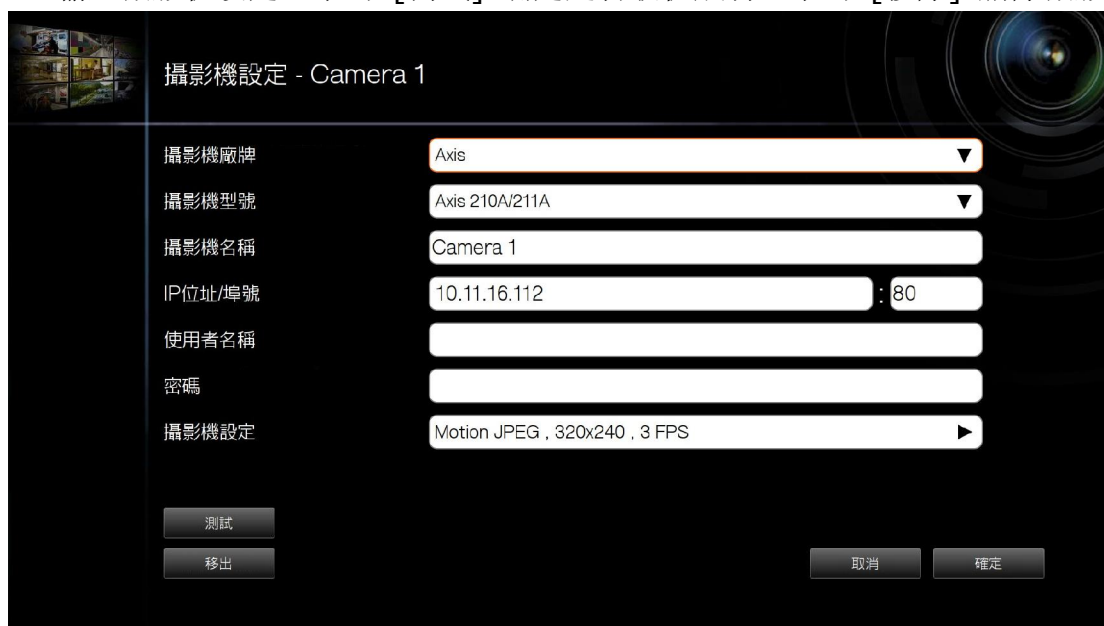 攝影機設定 - Camera 1
攝影機廠牌 Axis ▼
攝影機型號 Axis 210A/211A ▼
攝影機名稱 Camera 1
IP位址/埠號 10.11.16.112 : 80
使用者名稱
密碼
攝影機設定 Motion JPEG , 320x240 , 3 FPS ►
測試
移出 取消 確定